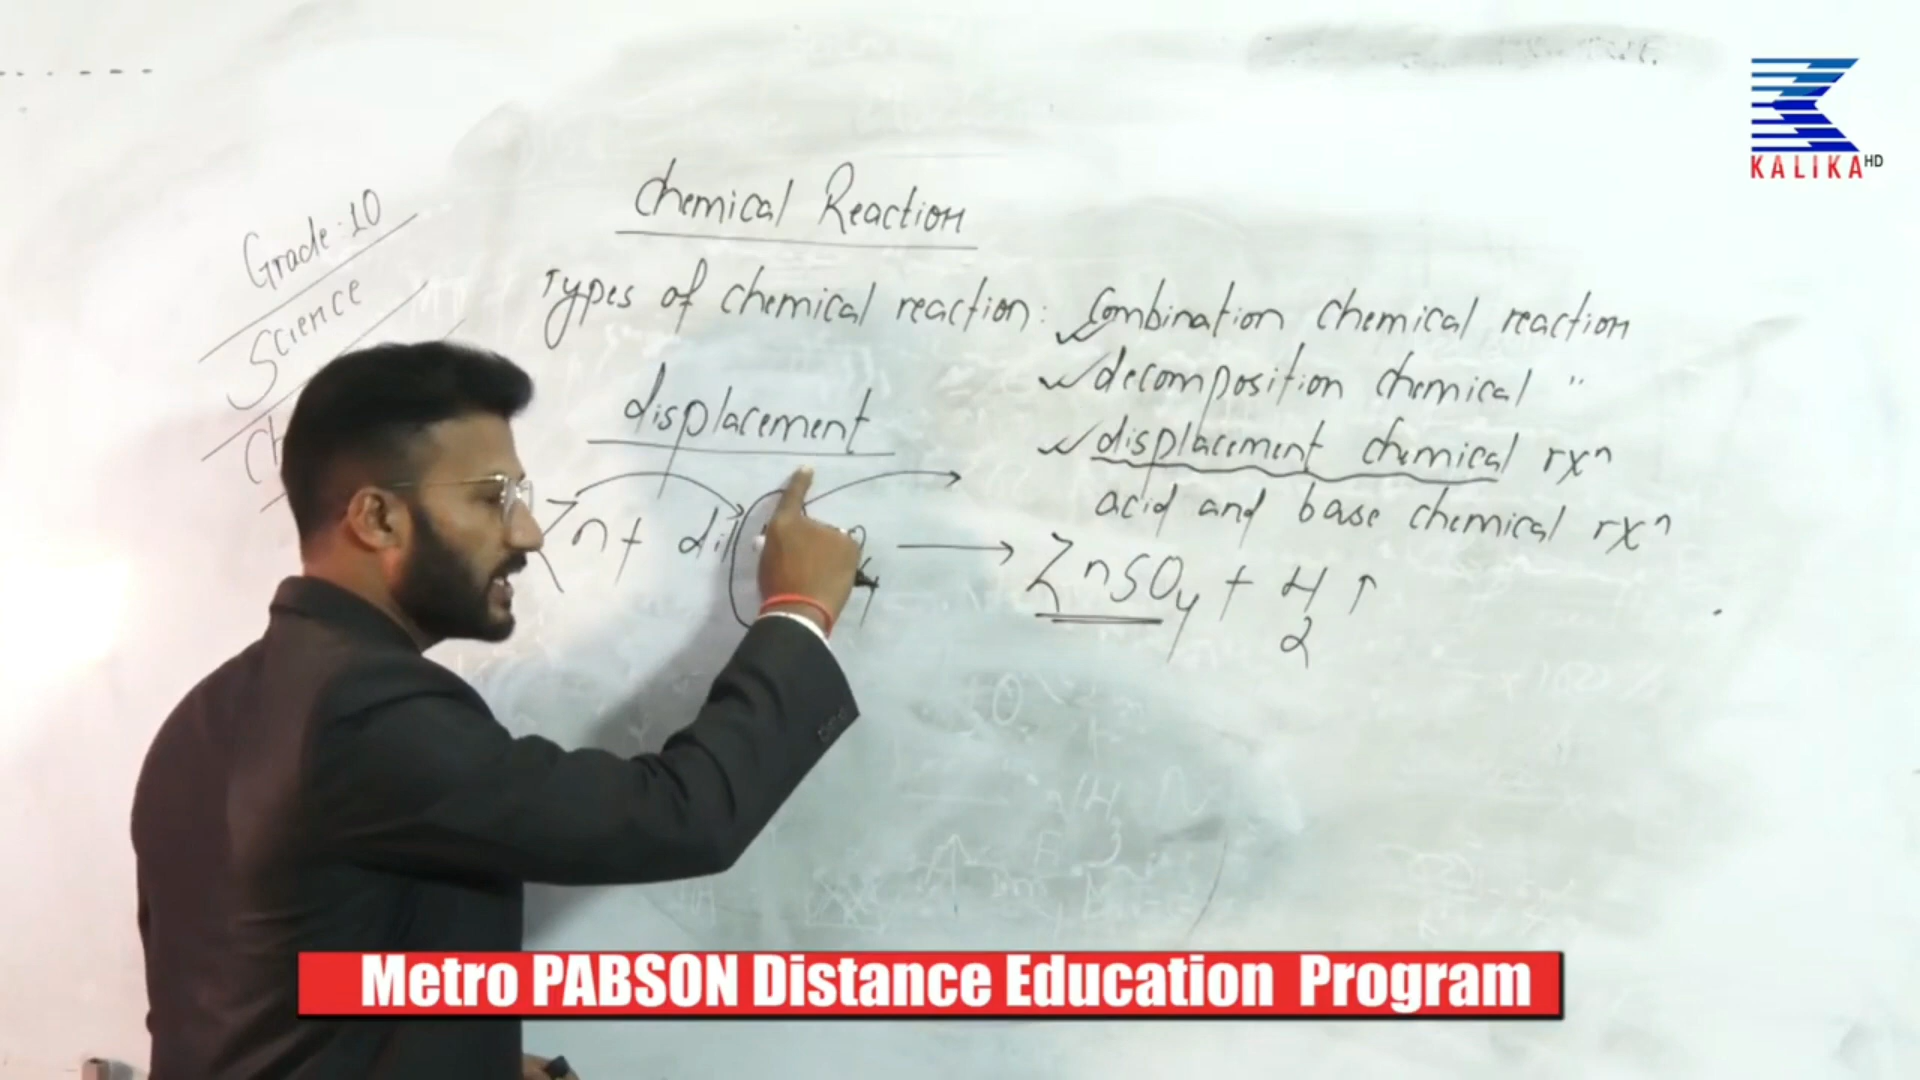 KALIKA HD
Grade: 10
Science
Chemical Reaction
Types of chemical reaction: Combination chemical reaction
decomposition chemical "
displacement chemical rxⁿ
acid and base chemical rxⁿ
displacement
Zn + dil → ZnSO₄ + H₂ ↑
Metro PABSON Distance Education Program